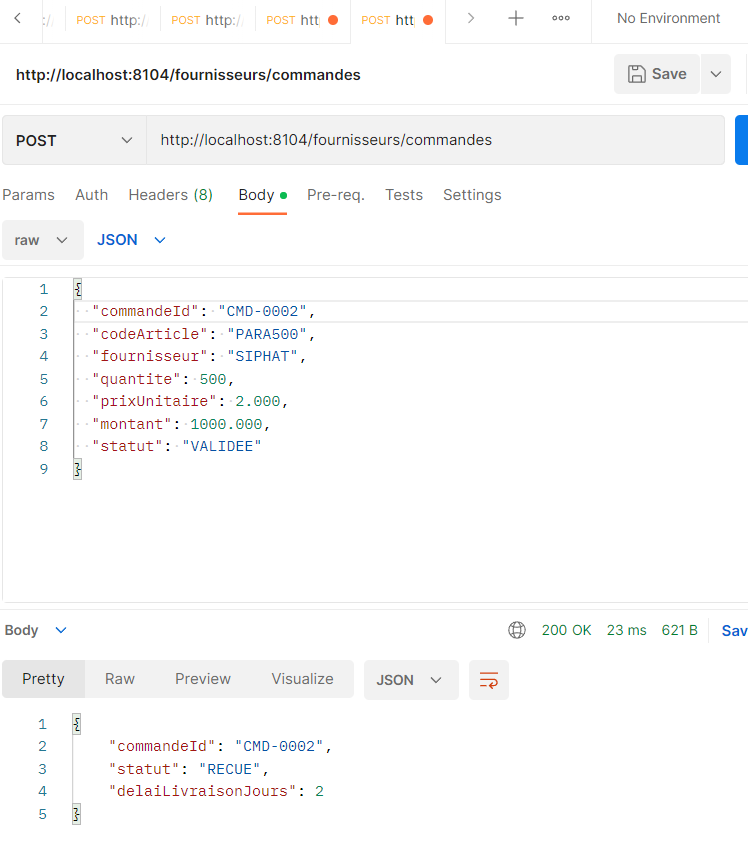 POST http:/ POST http:/ POST htt POST htt No Environment
http://localhost:8104/fournisseurs/commandes Save
POST http://localhost:8104/fournisseurs/commandes
Params Auth Headers (8) Body Pre-req. Tests Settings
raw JSON
1 {
2 "commandeId": "CMD-0002",
3 "codeArticle": "PARA500",
4 "fournisseur": "SIPHAT",
5 "quantite": 500,
6 "prixUnitaire": 2.000,
7 "montant": 1000.000,
8 "statut": "VALIDEE"
9 }
Body 200 OK 23 ms 621 B Sav
Pretty Raw Preview Visualize JSON
1 {
2 "commandeId": "CMD-0002",
3 "statut": "RECUE",
4 "delaiLivraisonJours": 2
5 }